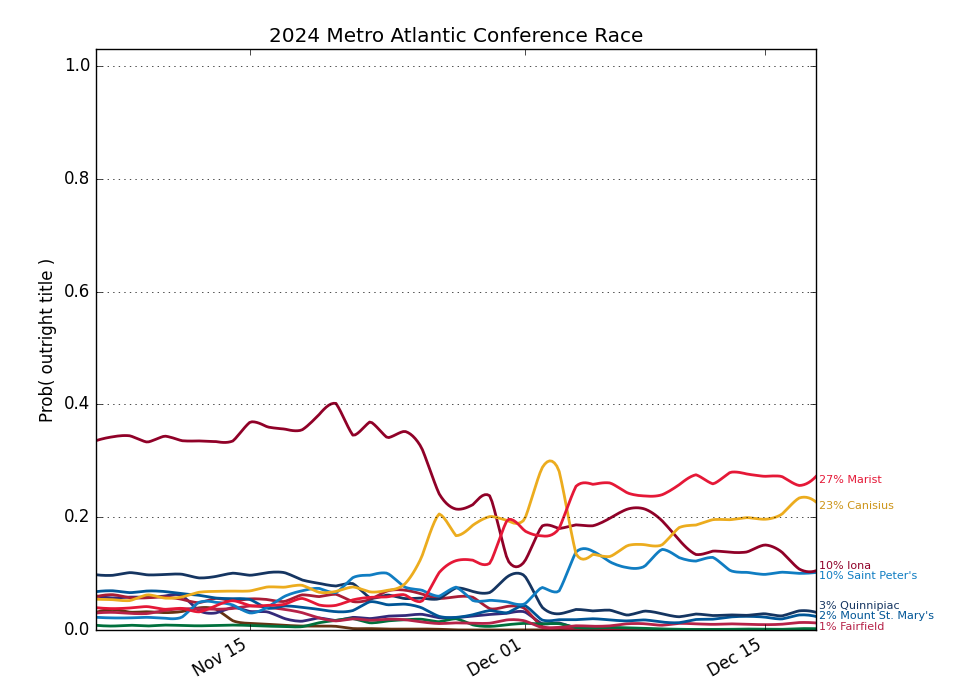 2024 Metro Atlantic Conference Race
Prob( outright title )
1.0
0.8
0.6
0.4
0.2
0.0
27% Marist
23% Canisius
10% Iona
10% Saint Peter's
3% Quinnipiac
2% Mount St. Mary's
1% Fairfield
Nov 15
Dec 01
Dec 15